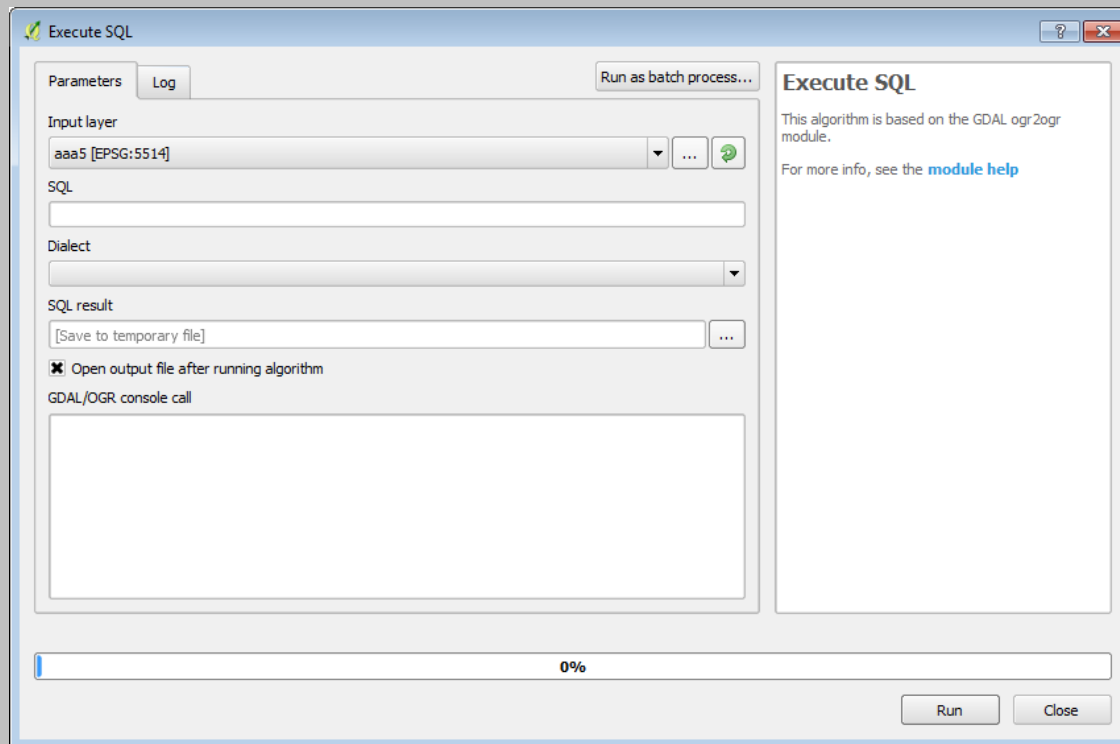 Execute SQL
Parameters
Log
Run as batch process...
Input layer
aaa5 [EPSG:5514]
...
SQL
Dialect
SQL result
[Save to temporary file]
...
Open output file after running algorithm
GDAL/OGR console call
Execute SQL
This algorithm is based on the GDAL ogr2ogr
module.
For more info, see the module help
0%
Run
Close